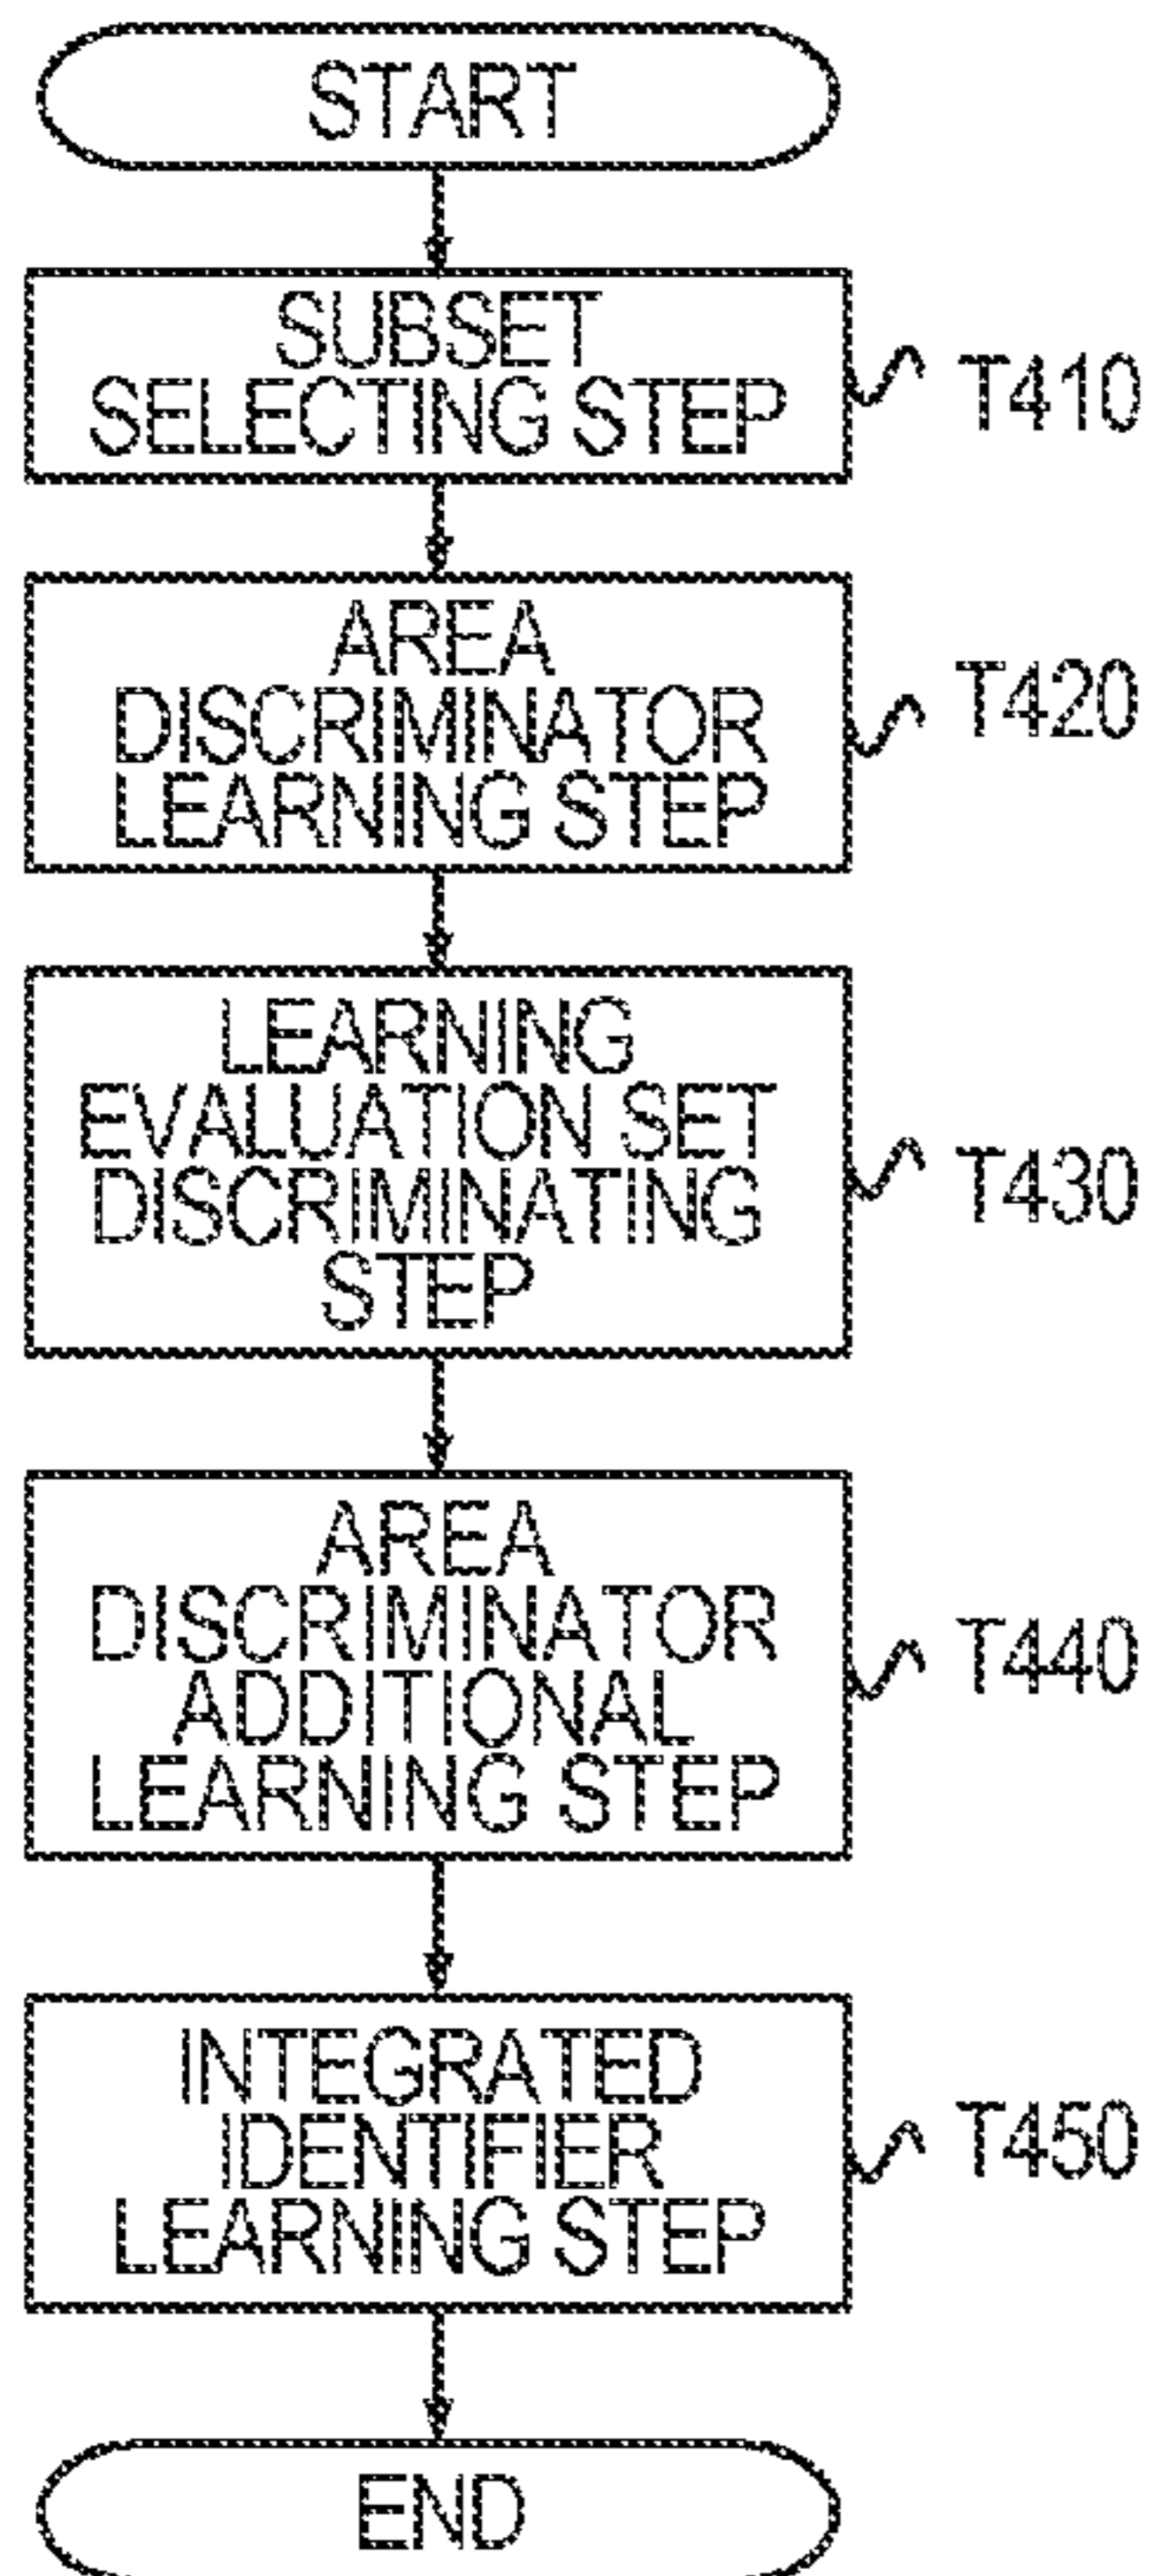 START
SUBSET
SELECTING STEP
T410
AREA
DISCRIMINATOR
LEARNING STEP
T420
LEARNING
EVALUATION SET
DISCRIMINATING
STEP
T430
AREA
DISCRIMINATOR
ADDITIONAL
LEARNING STEP
T440
INTEGRATED
IDENTIFIER
LEARNING STEP
T450
END